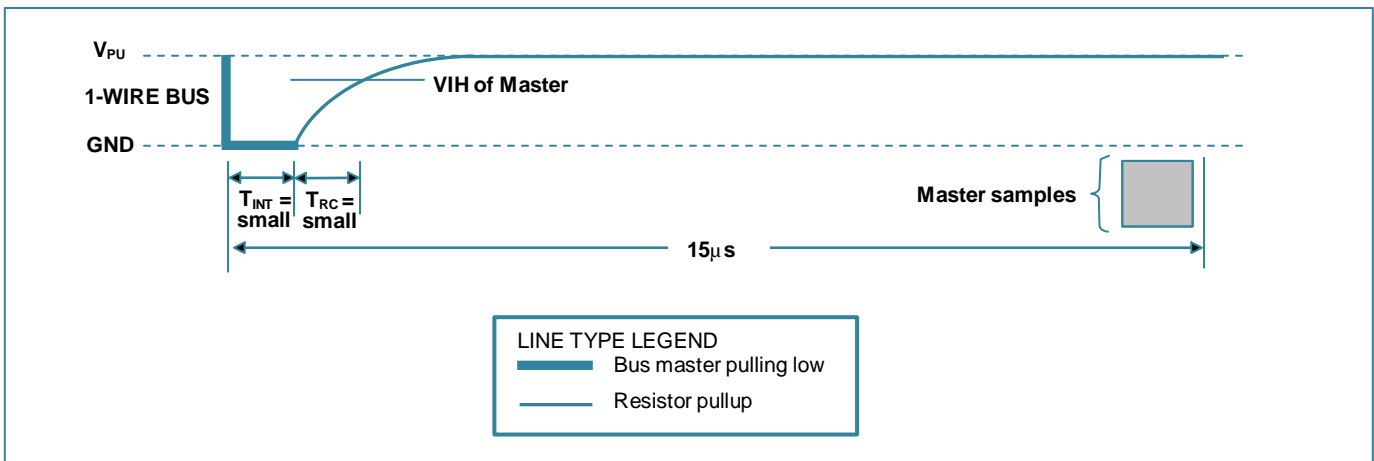 VPU
1-WIRE BUS
VIH of Master
GND
TINT =
small
TRC =
small
Master samples
15μs
LINE TYPE LEGEND
Bus master pulling low
Resistor pullup